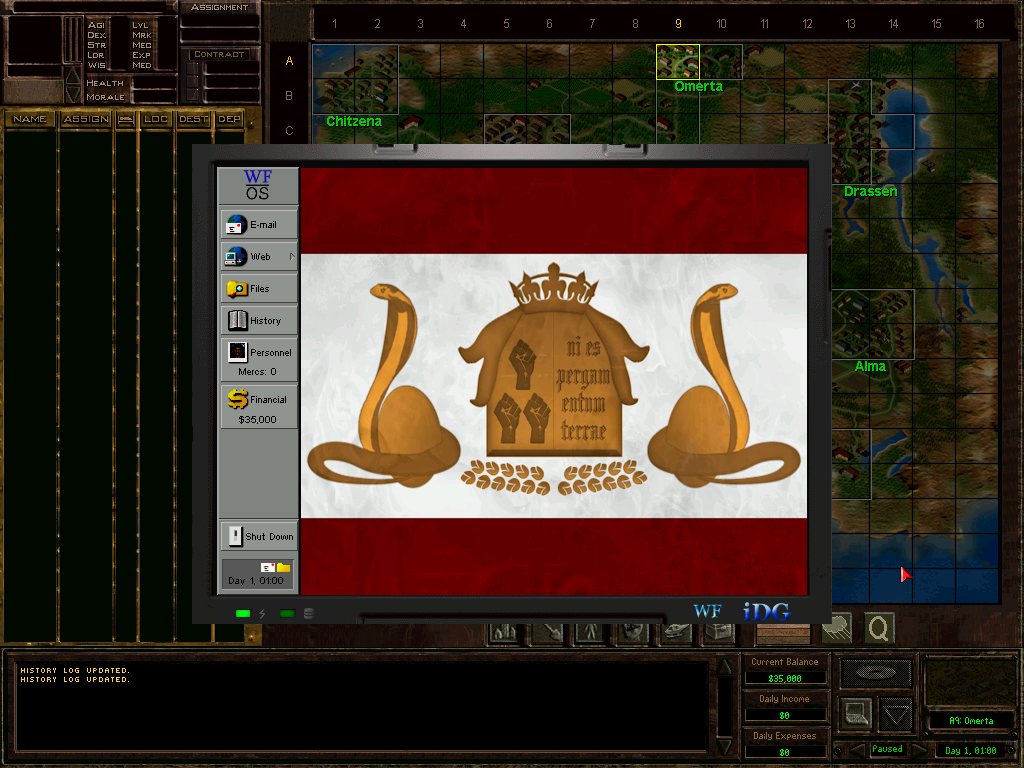 ASSIGNMENT
AGI LVL
DEX MRK
STR MEC
LDR EXP
WIS MED
CONTRACT
HEALTH
MORALE
NAME ASSIGN LOC DEST DEP
1 2 3 4 5 6 7 8 9 10 11 12 13 14 15 16
A
B
C
Omerta
Chitzena
Drassen
Alma
WF
OS
E-mail
Web
Files
History
Personnel
Mercs: 0
Financial
$35,000
Shut Down
Day 1, 01:00
ni es
pergam
entum
terrae
WF iDG
Q
HISTORY LOG UPDATED.
HISTORY LOG UPDATED.
Current Balance
$35,000
Daily Income
$0
Daily Expenses
$0
A9: Omerta
Paused
Day 1, 01:00